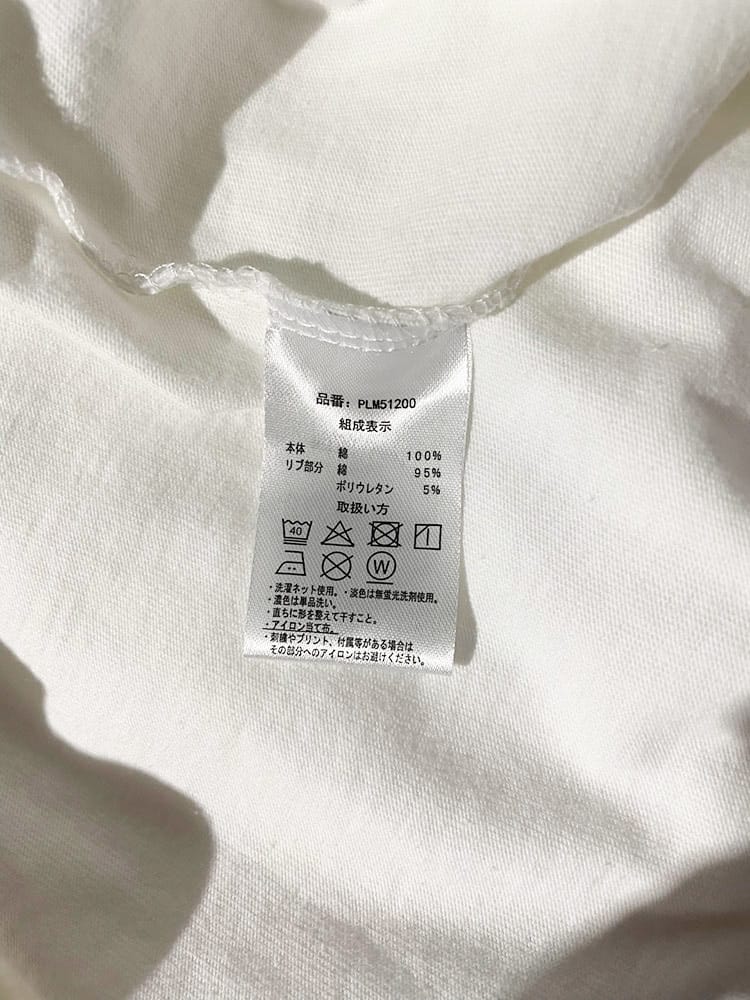 品番: PLM51200
組成表示
本体 綿 100%
リブ部分 綿 95%
ポリウレタン 5%
取扱い方
40
W
・洗濯ネット使用。・淡色は無蛍光洗剤使用。
・濃色は単品洗い。
・直ちに形を整えて干すこと。
・アイロン当て布。
・刺繍やプリント、付属等がある場合は
その部分へのアイロンはお避けください。